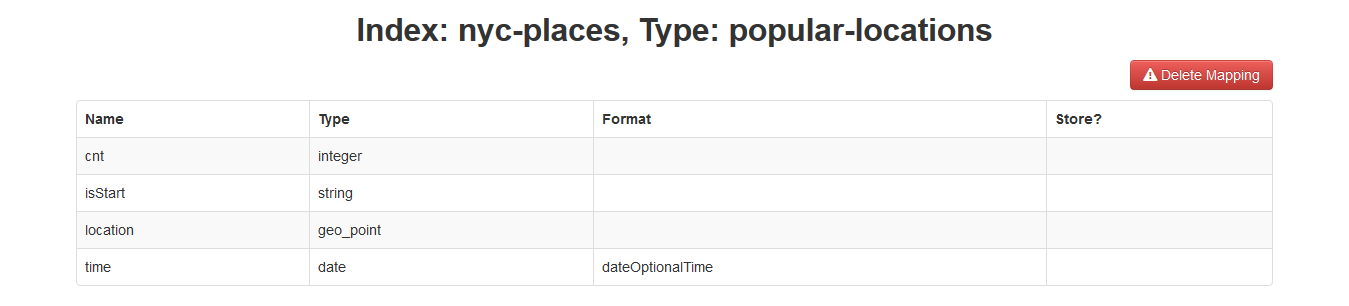 Index: nyc-places, Type: popular-locations
Delete Mapping
Name Type Format Store?
cnt integer
isStart string
location geo_point
time date dateOptionalTime